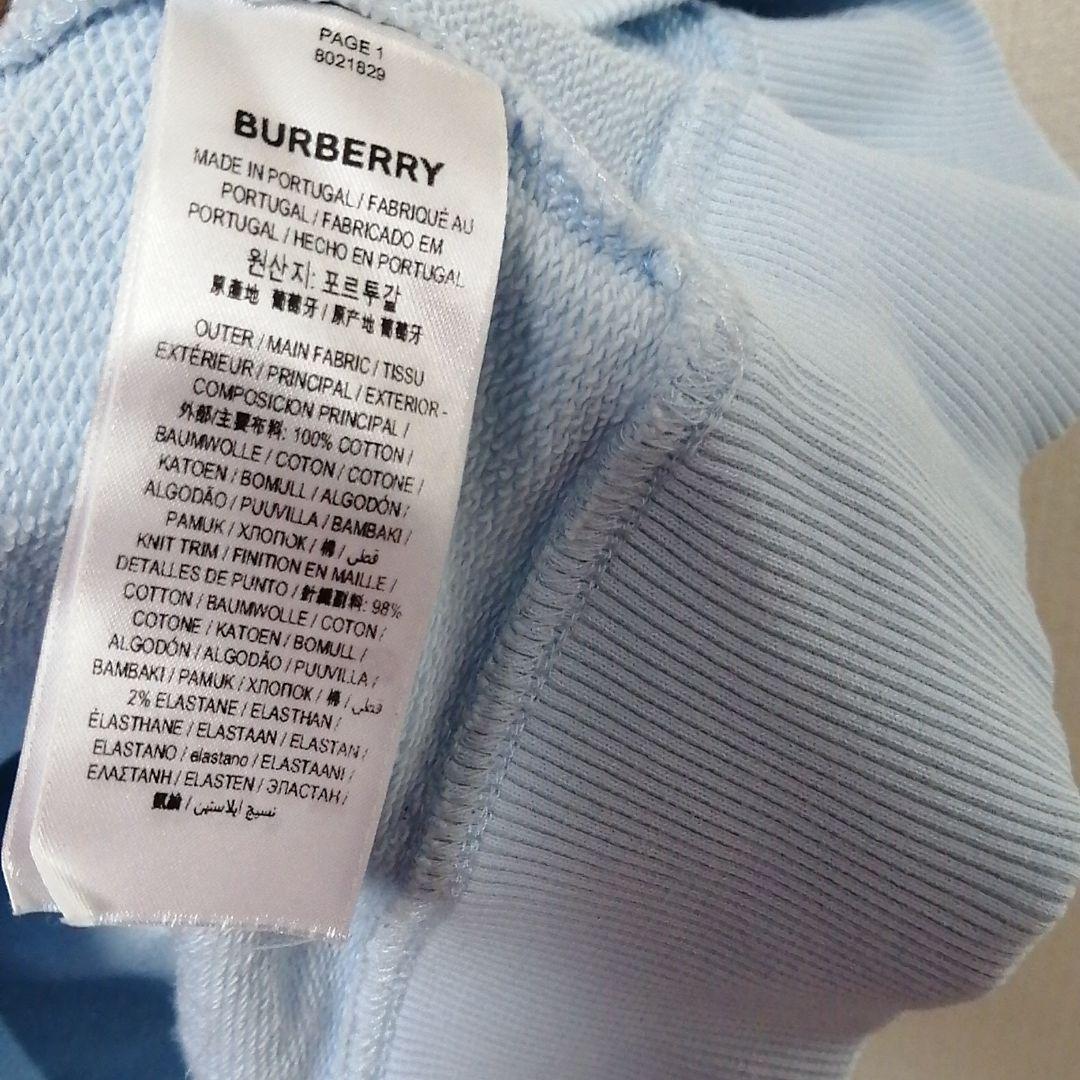 PAGE 1
8021829
BURBERRY
MADE IN PORTUGAL / FABRIQUÉ AU
PORTUGAL / FABRICADO EM
PORTUGAL / HECHO EN PORTUGAL
원산지: 포르투갈
原產地 葡萄牙 / 原产地 葡萄牙
OUTER / MAIN FABRIC / TISSU
EXTÉRIEUR / PRINCIPAL / EXTERIOR -
COMPOSICION PRINCIPAL /
外部/主要布料: 100% COTTON /
BAUMWOLLE / COTON / COTONE /
KATOEN / BOMULL / ALGODÓN /
ALGODÃO / PUUVILLA / BAMBAKI /
PAMUK / ХЛОПОК / 棉 / قطن
KNIT TRIM / FINITION EN MAILLE /
DETALLES DE PUNTO / 針織副料: 98%
COTTON / BAUMWOLLE / COTON /
COTONE / KATOEN / BOMULL /
ALGODÓN / ALGODÃO / PUUVILLA /
BAMBAKI / PAMUK / ХЛОПОК / 棉 / قطن
2% ELASTANE / ELASTHAN /
ÉLASTHANE / ELASTAAN / ELASTAN /
ELASTANO / elastano / ELASTAANI /
ΕΛΑΣΤΑΝΗ / ELASTEN / ЭЛАСТАН /